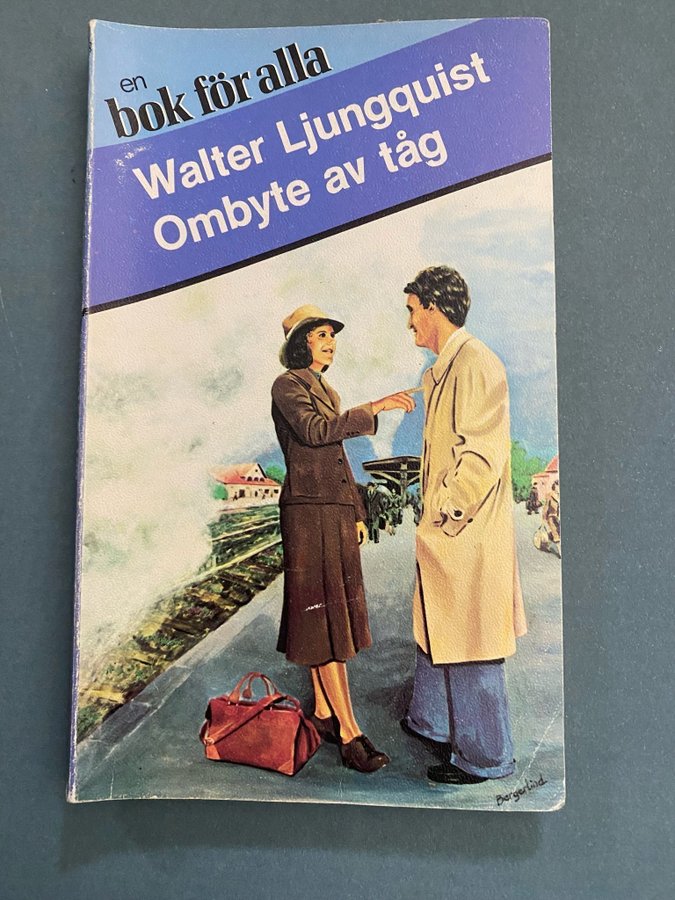 en
bok för alla
Walter Ljungquist
Ombyte av tåg
Bergerlind